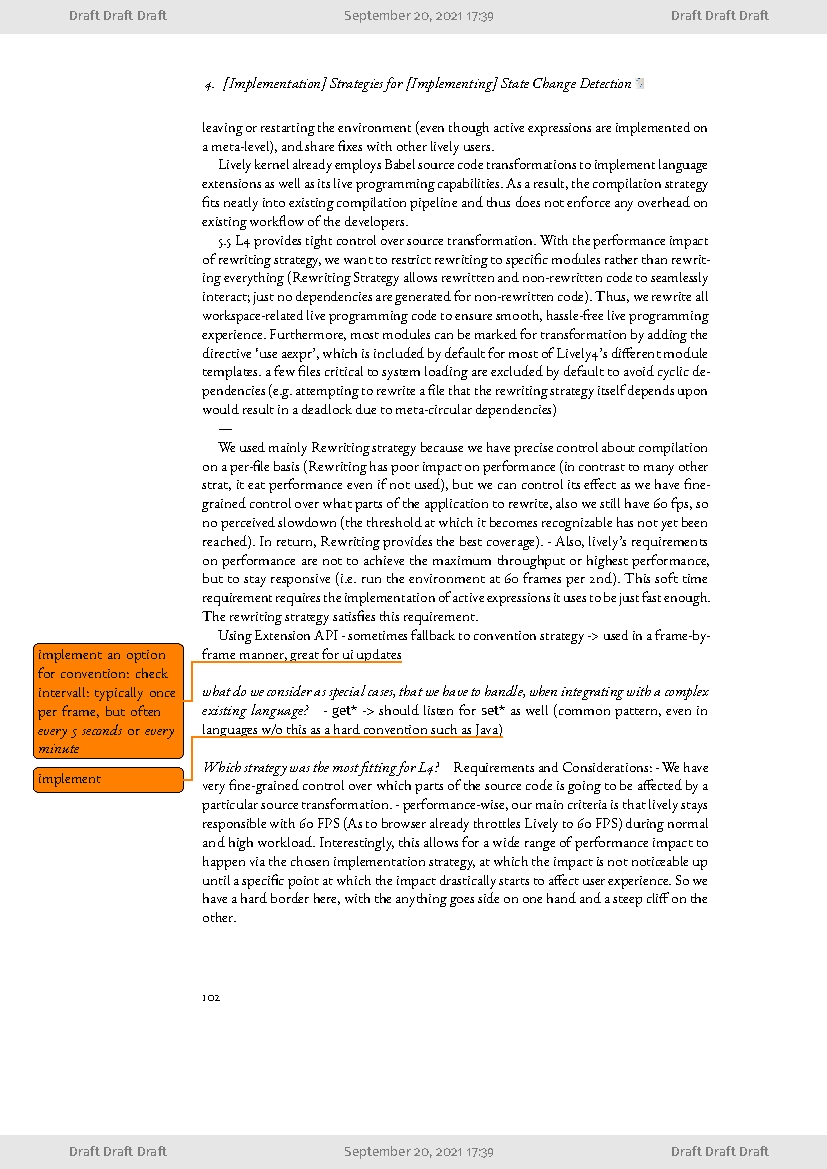 Draft Draft Draft September 20, 2021 17:39 Draft Draft Draft
4. [Implementation] Strategies for [Implementing] State Change Detection
leaving or restarting the environment (even though active expressions are implemented on
a meta-level), and share fixes with other lively users.
Lively kernel already employs Babel source code transformations to implement language
extensions as well as its live programming capabilities. As a result, the compilation strategy
fits neatly into existing compilation pipeline and thus does not enforce any overhead on
existing workflow of the developers.
5.5 L4 provides tight control over source transformation. With the performance impact
of rewriting strategy, we want to restrict rewriting to specific modules rather than rewrit-
ing everything (Rewriting Strategy allows rewritten and non-rewritten code to seamlessly
interact; just no dependencies are generated for non-rewritten code). Thus, we rewrite all
workspace-related live programming code to ensure smooth, hassle-free live programming
experience. Furthermore, most modules can be marked for transformation by adding the
directive ‘use aexpr’, which is included by default for most of Lively4’s different module
templates. a few files critical to system loading are excluded by default to avoid cyclic de-
pendencies (e.g. attempting to rewrite a file that the rewriting strategy itself depends upon
would result in a deadlock due to meta-circular dependencies)
—
We used mainly Rewriting strategy because we have precise control about compilation
on a per-file basis (Rewriting has poor impact on performance (in contrast to many other
strat, it eat performance even if not used), but we can control its effect as we have fine-
grained control over what parts of the application to rewrite, also we still have 60 fps, so
no perceived slowdown (the threshold at which it becomes recognizable has not yet been
reached). In return, Rewriting provides the best coverage). - Also, lively’s requirements
on performance are not to achieve the maximum throughput or highest performance,
but to stay responsive (i.e. run the environment at 60 frames per 2nd). This soft time
requirement requires the implementation of active expressions it uses to be just fast enough.
The rewriting strategy satisfies this requirement.
Using Extension API - sometimes fallback to convention strategy -> used in a frame-by-
frame manner, great for ui updates
implement an option
for convention: check
intervall: typically once
per frame, but often
every 5 seconds or every
minute
what do we consider as special cases, that we have to handle, when integrating with a complex
existing language? - get* -> should listen for set* as well (common pattern, even in
languages w/o this as a hard convention such as Java)
implement
Which strategy was the most fitting for L4? Requirements and Considerations: - We have
very fine-grained control over which parts of the source code is going to be affected by a
particular source transformation. - performance-wise, our main criteria is that lively stays
responsible with 60 FPS (As to browser already throttles Lively to 60 FPS) during normal
and high workload. Interestingly, this allows for a wide range of performance impact to
happen via the chosen implementation strategy, at which the impact is not noticeable up
until a specific point at which the impact drastically starts to affect user experience. So we
have a hard border here, with the anything goes side on one hand and a steep cliff on the
other.
102
Draft Draft Draft September 20, 2021 17:39 Draft Draft Draft